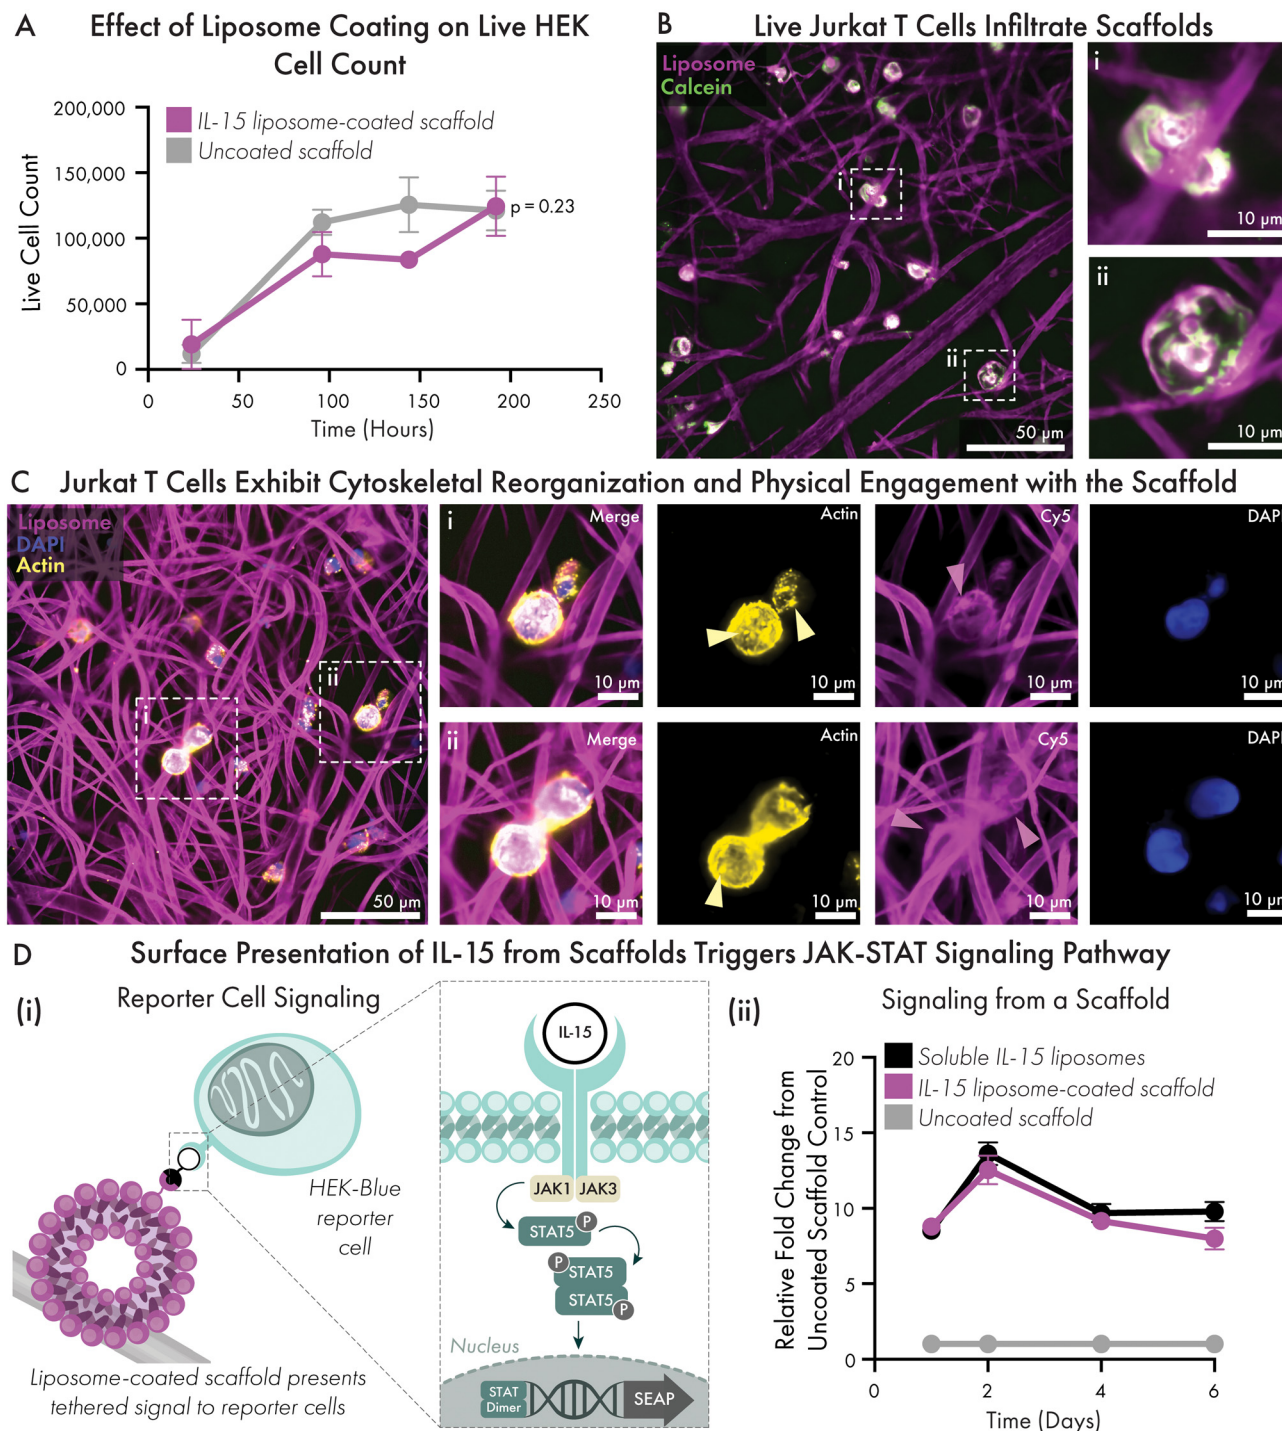 A
Effect of Liposome Coating on Live HEK
Cell Count
200,000
150,000
100,000
50,000
0
Live Cell Count
IL-15 liposome-coated scaffold
Uncoated scaffold
p = 0.23
0 50 100 150 200 250
Time (Hours)
B
Live Jurkat T Cells Infiltrate Scaffolds
Liposome
Calcein
i
ii
50 µm
i
10 µm
ii
10 µm
C
Jurkat T Cells Exhibit Cytoskeletal Reorganization and Physical Engagement with the Scaffold
Liposome
DAPI
Actin
i
ii
50 µm
i
Merge
10 µm
Actin
10 µm
Cy5
10 µm
DAPI
10 µm
ii
Merge
10 µm
Actin
10 µm
Cy5
10 µm
DAPI
10 µm
D
Surface Presentation of IL-15 from Scaffolds Triggers JAK-STAT Signaling Pathway
(i)
Reporter Cell Signaling
HEK-Blue
reporter
cell
Liposome-coated scaffold presents
tethered signal to reporter cells
IL-15
JAK1 JAK3
P
STAT5
P
STAT5
STAT5
P
Nucleus
STAT
Dimer
SEAP
(ii)
Signaling from a Scaffold
Soluble IL-15 liposomes
IL-15 liposome-coated scaffold
Uncoated scaffold
Relative Fold Change from
Uncoated Scaffold Control
20
15
10
5
0
0 2 4 6
Time (Days)